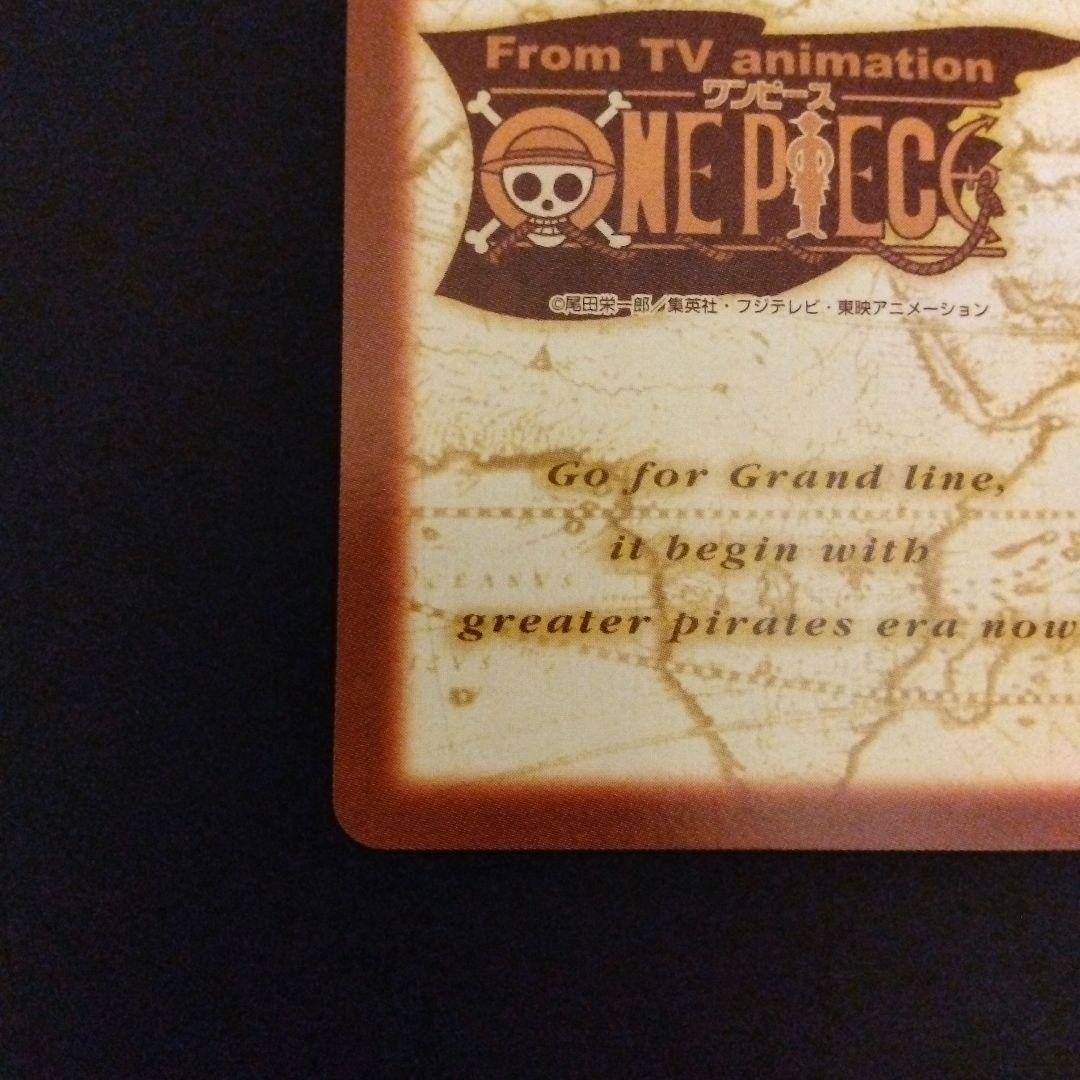 From TV animation
ワンピース
ONE PIECE
©尾田栄一郎／集英社・フジテレビ・東映アニメーション
Go for Grand line,
it begin with
OCEANVS
greater pirates era now